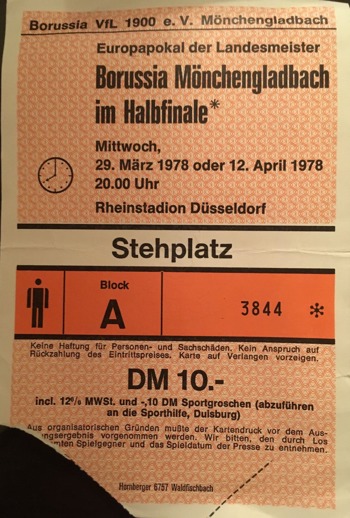 Borussia VfL 1900 e. V. Mönchengladbach
Europapokal der Landesmeister
Borussia Mönchengladbach
im Halbfinale*
Mittwoch,
29. März 1978 oder 12. April 1978
20.00 Uhr
Rheinstadion Düsseldorf
Stehplatz
Block
A
3844 *
Keine Haftung für Personen- und Sachschäden. Kein Anspruch auf
Rückzahlung des Eintrittspreises. Karte auf Verlangen vorzeigen.
DM 10.-
incl. 12% MWSt. und -,10 DM Sportgroschen (abzuführen
an die Sporthilfe, Duisburg)
Aus organisatorischen Gründen mußte der Kartendruck vor dem Aus-
ungsergebnis vorgenommen werden. Wir bitten, den durch Los
mten Spielgegner und das Spieldatum der Presse zu entnehmen.
Hornberger 6757 Waldfischbach